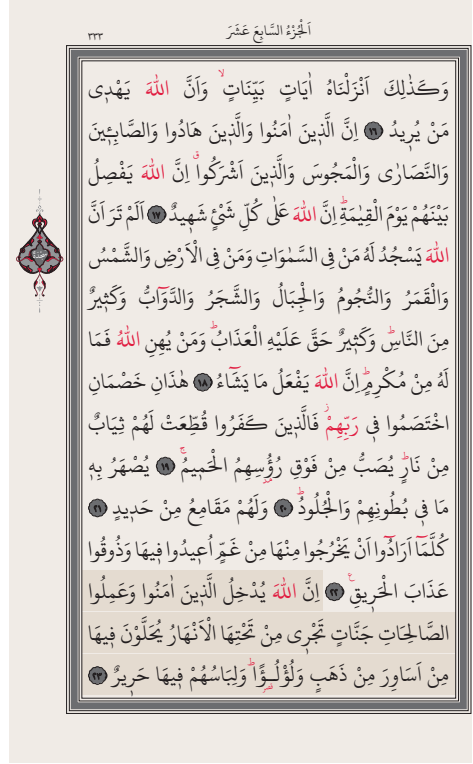 اَلْجُزْءُ السَّابِعَ عَشَرَ
٣٣٣
وَكَذٰلِكَ اَنْزَلْنَاهُ اٰيَاتٍ بَيِّنَاتٍۙ وَاَنَّ اللّٰهَ يَهْدٖى
مَنْ يُرٖيدُ ﴿١٦﴾ اِنَّ الَّذٖينَ اٰمَنُوا وَالَّذٖينَ هَادُوا وَالصَّابِـٖٔينَ
وَالنَّصَارٰى وَالْمَجُوسَ وَالَّذٖينَ اَشْرَكُواۗ اِنَّ اللّٰهَ يَفْصِلُ
بَيْنَهُمْ يَوْمَ الْقِيٰمَةِۜ اِنَّ اللّٰهَ عَلٰى كُلِّ شَىْءٍ شَهٖيدٌ ﴿١٧﴾ اَلَمْ تَرَ اَنَّ
اللّٰهَ يَسْجُدُ لَهُ مَنْ فِى السَّمٰوَاتِ وَمَنْ فِى الْاَرْضِ وَالشَّمْسُ
وَالْقَمَرُ وَالنُّجُومُ وَالْجِبَالُ وَالشَّجَرُ وَالدَّوَٓابُّ وَكَثٖيرٌ
مِنَ النَّاسِۜ وَكَثٖيرٌ حَقَّ عَلَيْهِ الْعَذَابُۜ وَمَنْ يُهِنِ اللّٰهُ فَمَا
لَهُ مِنْ مُكْرِمٍۜ اِنَّ اللّٰهَ يَفْعَلُ مَا يَشَٓاءُ ﴿١٨﴾ هٰذَانِ خَصْمَانِ
اخْتَصَمُوا فٖى رَبِّهِمْۘ فَالَّذٖينَ كَفَرُوا قُطِّعَتْ لَهُمْ ثِيَابٌ
مِنْ نَارٍۜ يُصَبُّ مِنْ فَوْقِ رُؤُ۫سِهِمُ الْحَمٖيمُۚ ﴿١٩﴾ يُصْهَرُ بِهٖ
مَا فٖى بُطُونِهِمْ وَالْجُلُودُۜ ﴿٢٠﴾ وَلَهُمْ مَقَامِعُ مِنْ حَدٖيدٍ ﴿٢١﴾
كُلَّمَٓا اَرَادُٓوا اَنْ يَخْرُجُوا مِنْهَا مِنْ غَمٍّ اُعٖيدُوا فٖيهَا وَذُوقُوا
عَذَابَ الْحَرٖيقِ۟ ﴿٢٢﴾ اِنَّ اللّٰهَ يُدْخِلُ الَّذٖينَ اٰمَنُوا وَعَمِلُوا
الصَّالِحَاتِ جَنَّاتٍ تَجْرٖى مِنْ تَحْتِهَا الْاَنْهَارُ يُحَلَّوْنَ فٖيهَا
مِنْ اَسَاوِرَ مِنْ ذَهَبٍ وَلُؤْلُـؤًاۜ وَلِبَاسُهُمْ فٖيهَا حَرٖيرٌ ﴿٢٣﴾